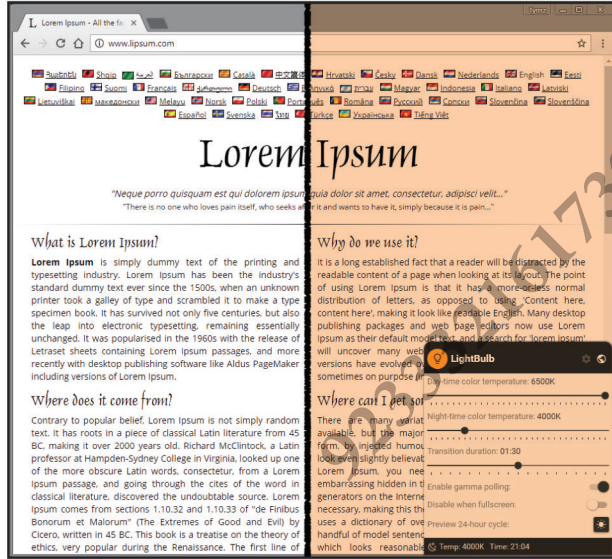 Tyrrrz
Lorem Ipsum - All the fa
www.lipsum.com
Հայերեն Shqip العربية Български Català 中文简体 Hrvatski Česky Dansk Nederlands English Eesti
Filipino Suomi Français ქართული Deutsch עברית Magyar Indonesia Italiano Latviski
Lietuviškai македонски Melayu Norsk Polski Português Română Русский Српски Slovenčina Slovenščina
Español Svenska ไทย Türkçe Українська Tiếng Việt
Lorem Ipsum
"Neque porro quisquam est qui dolorem ipsum quia dolor sit amet, consectetur, adipisci velit..."
"There is no one who loves pain itself, who seeks after it and wants to have it, simply because it is pain..."
What is Lorem Ipsum?
Lorem Ipsum is simply dummy text of the printing and
typesetting industry. Lorem Ipsum has been the industry's
standard dummy text ever since the 1500s, when an unknown
printer took a galley of type and scrambled it to make a type
specimen book. It has survived not only five centuries, but also
the leap into electronic typesetting, remaining essentially
unchanged. It was popularised in the 1960s with the release of
Letraset sheets containing Lorem Ipsum passages, and more
recently with desktop publishing software like Aldus PageMaker
including versions of Lorem Ipsum.
Why do we use it?
It is a long established fact that a reader will be distracted by the
readable content of a page when looking at its layout. The point
of using Lorem Ipsum is that it has a more-or-less normal
distribution of letters, as opposed to using 'Content here,
content here', making it look like readable English. Many desktop
publishing packages and web page editors now use Lorem
Ipsum as their default model text, and a search for 'lorem ipsum'
will uncover many web
versions have evolved
sometimes on purpose
Where does it come from?
Contrary to popular belief, Lorem Ipsum is not simply random
text. It has roots in a piece of classical Latin literature from 45
BC, making it over 2000 years old. Richard McClintock, a Latin
professor at Hampden-Sydney College in Virginia, looked up one
of the more obscure Latin words, consectetur, from a Lorem
Ipsum passage, and going through the cites of the word in
classical literature, discovered the undoubtable source. Lorem
Ipsum comes from sections 1.10.32 and 1.10.33 of "de Finibus
Bonorum et Malorum" (The Extremes of Good and Evil) by
Cicero, written in 45 BC. This book is a treatise on the theory of
ethics, very popular during the Renaissance. The first line of
Where can I get
There are many
available, but the
form, by injected
look even slightly
Lorem Ipsum, you
embarrassing hidden in
generators on the
necessary, making this
uses a dictionary of
handful of model
which looks reasonable
LightBulb
Day-time color temperature: 6500K
Night-time color temperature: 4000K
Transition duration: 01:30
Enable gamma polling:
Disable when fullscreen:
Preview 24-hour cycle:
Temp: 4000K Time: 21:04